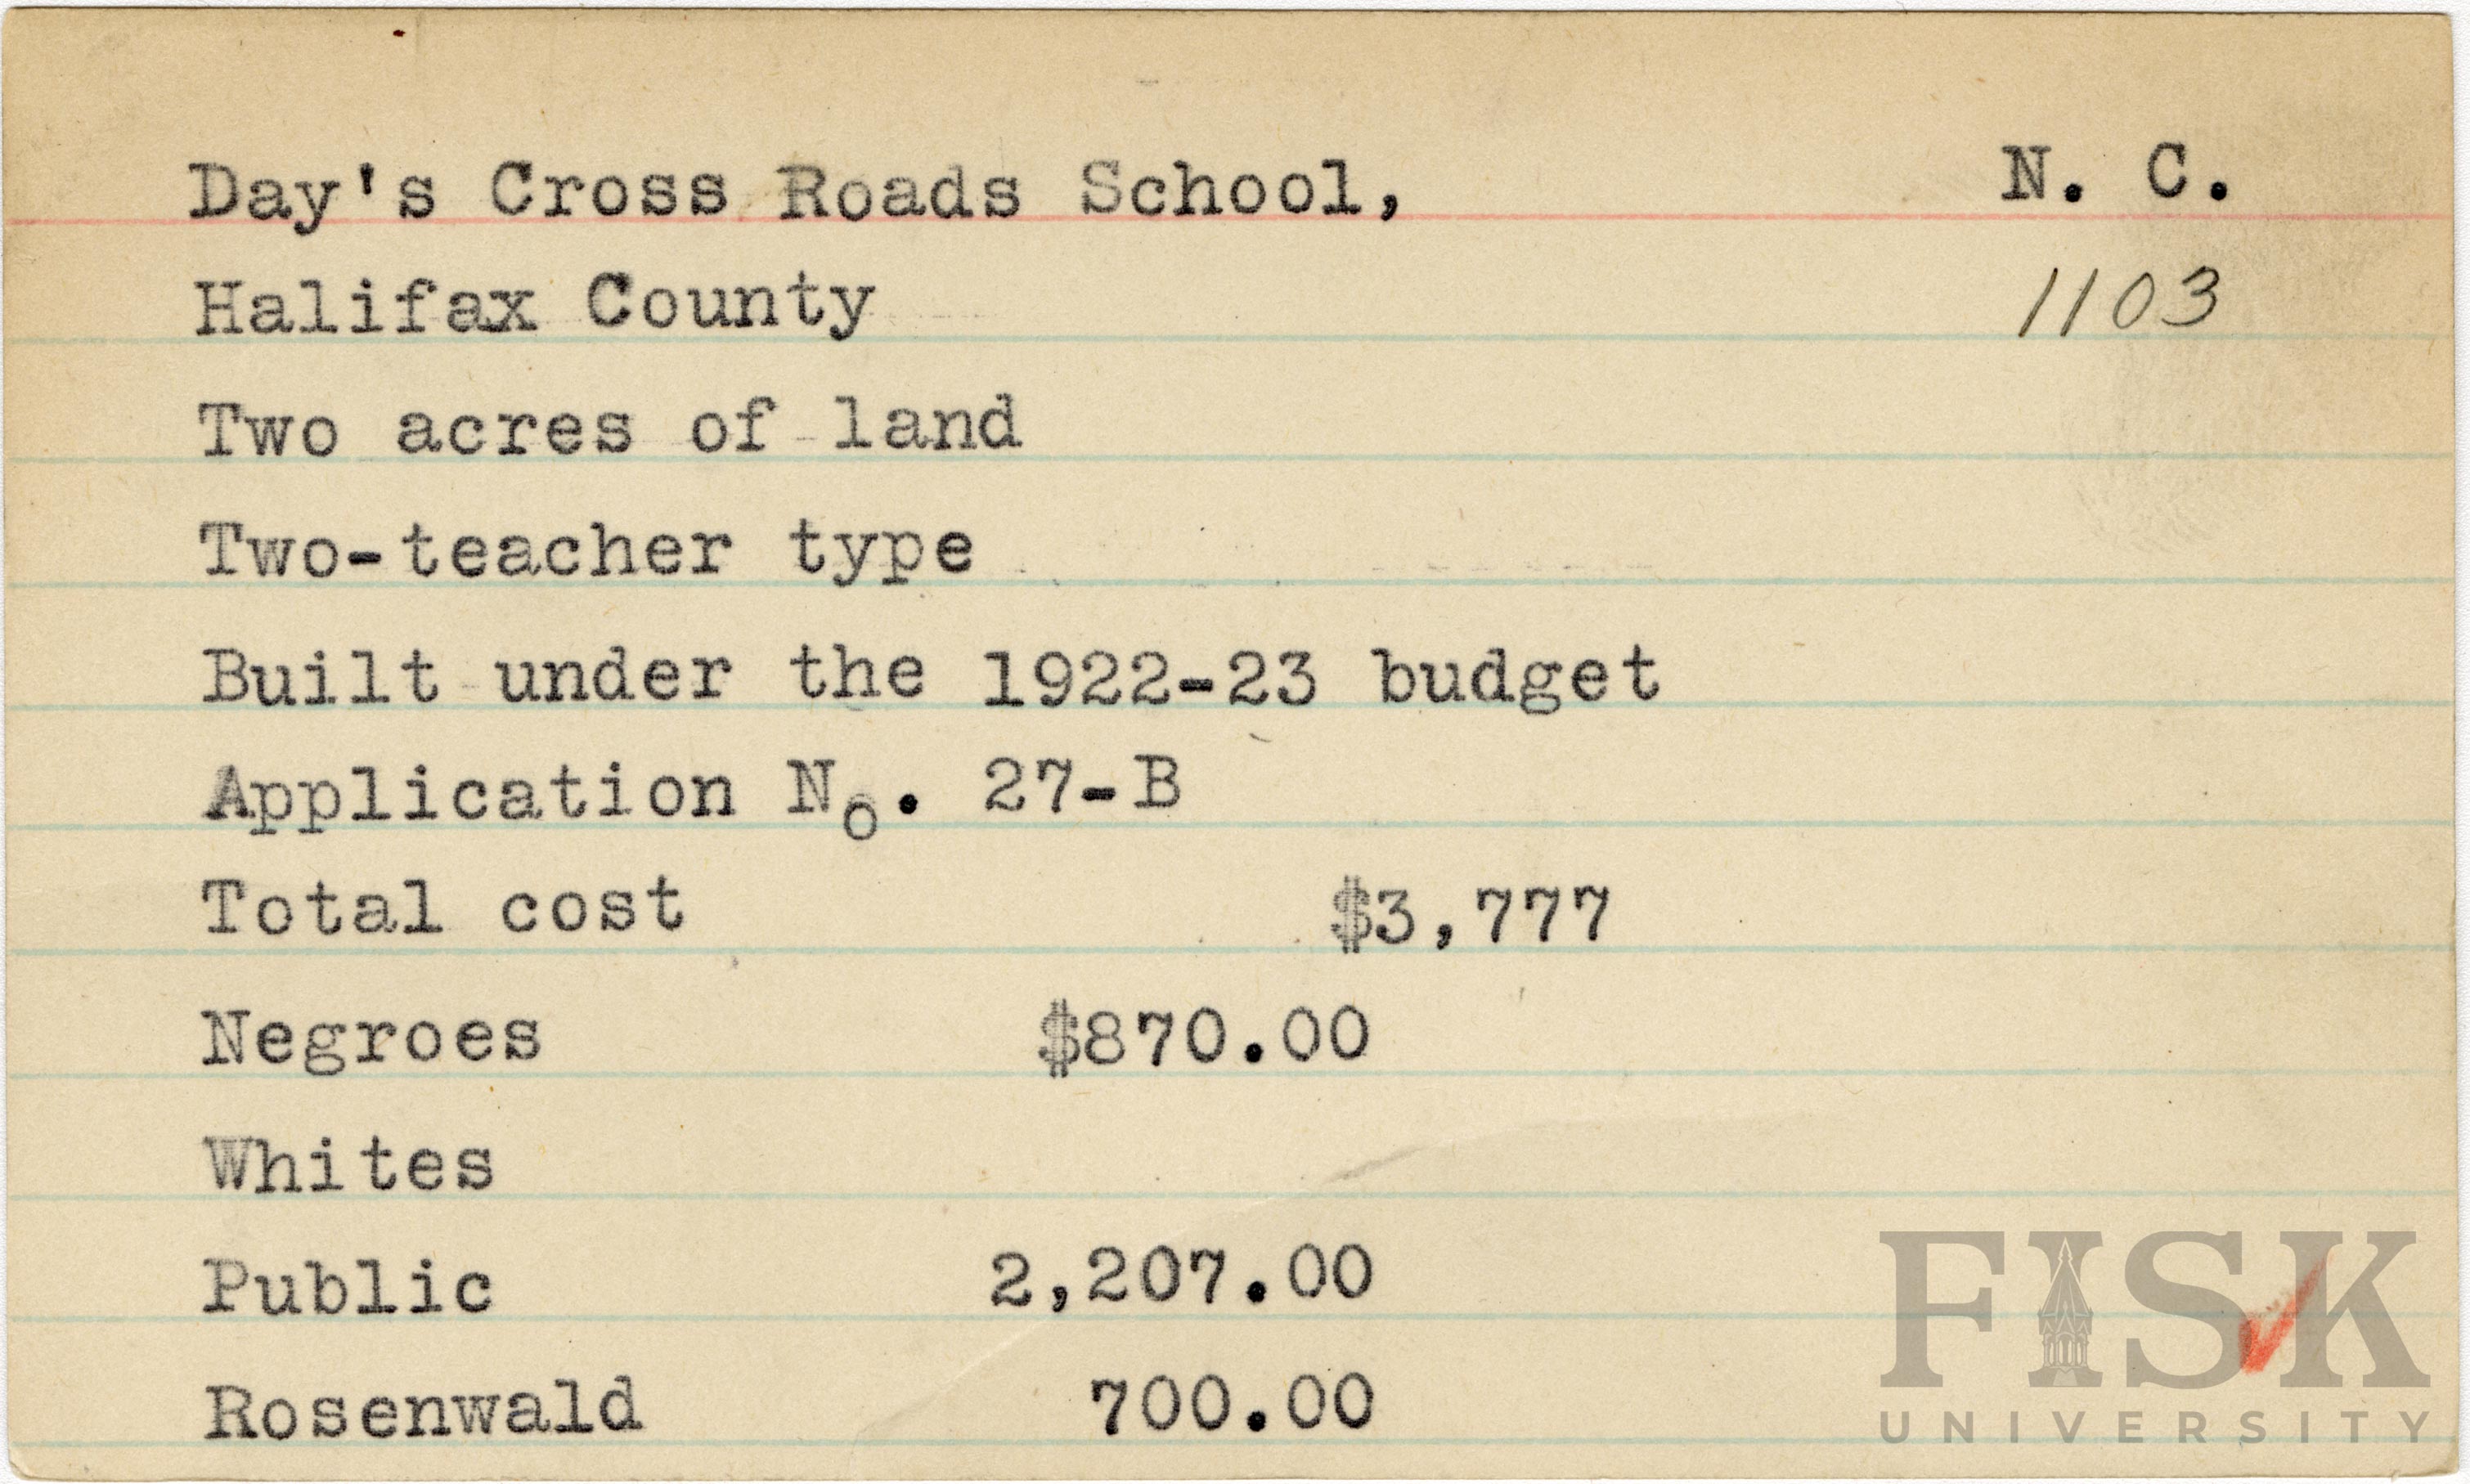 Day's Cross Roads School, N. C.
Halifax County 1103
Two acres of land
Two-teacher type
Built under the 1922-23 budget
Application No. 27-B
Total cost $3,777
Negroes $870.00
Whites
Public 2,207.00
Rosenwald 700.00
FISK
UNIVERSITY